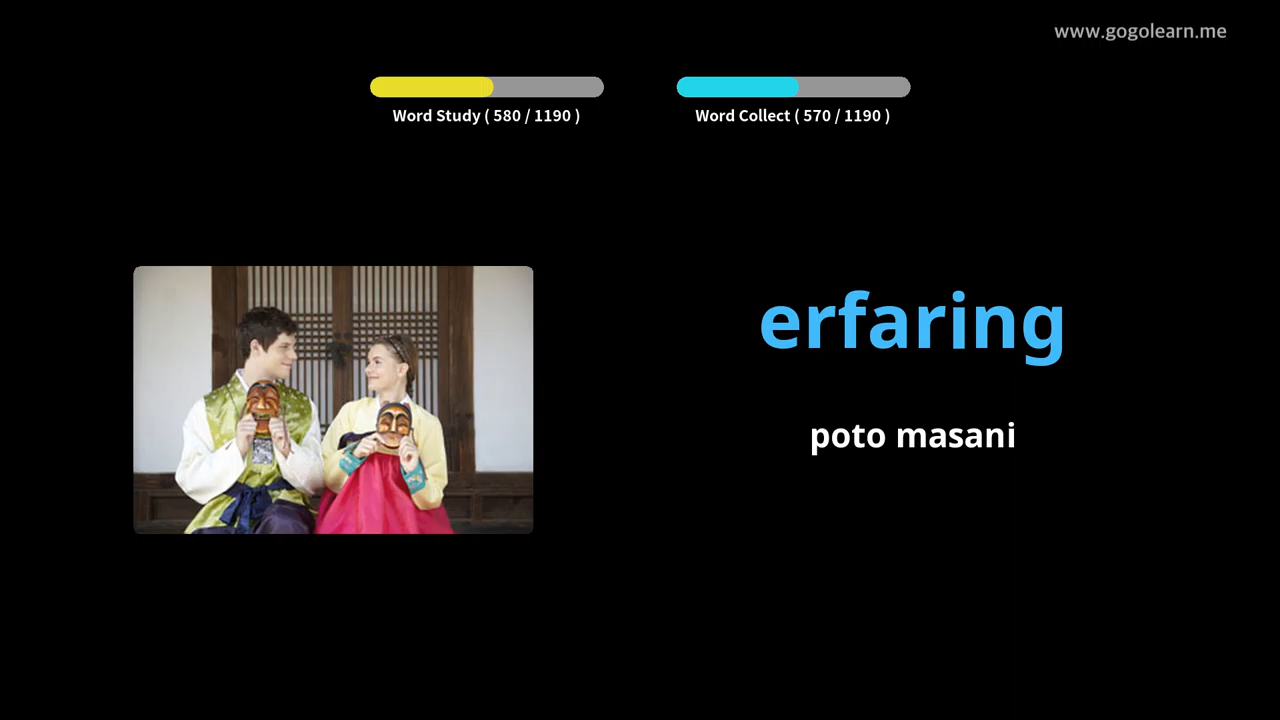 www.gogolearn.me
Word Study ( 580 / 1190 )
Word Collect ( 570 / 1190 )
erfaring
poto masani